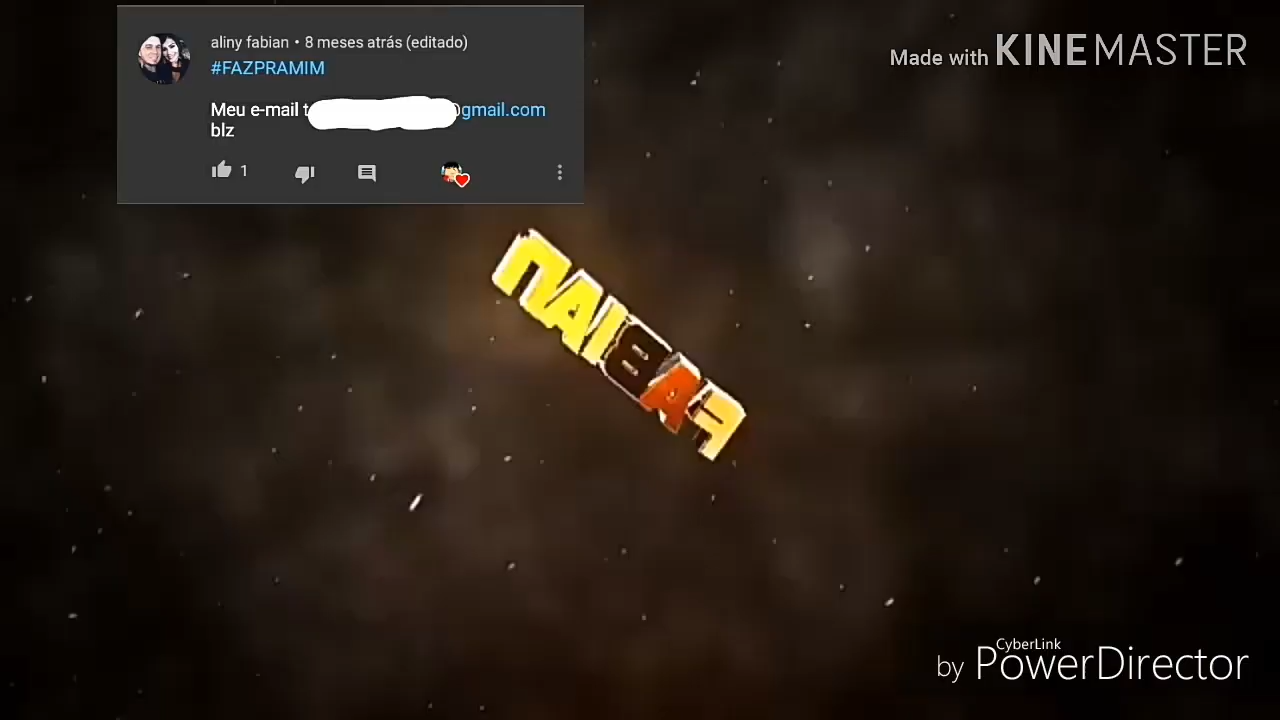 aliny fabian • 8 meses atrás (editado)
#FAZPRAMIM
Meu e-mail t @gmail.com
blz
1
Made with KINEMASTER
FABIAN
CyberLink
by PowerDirector